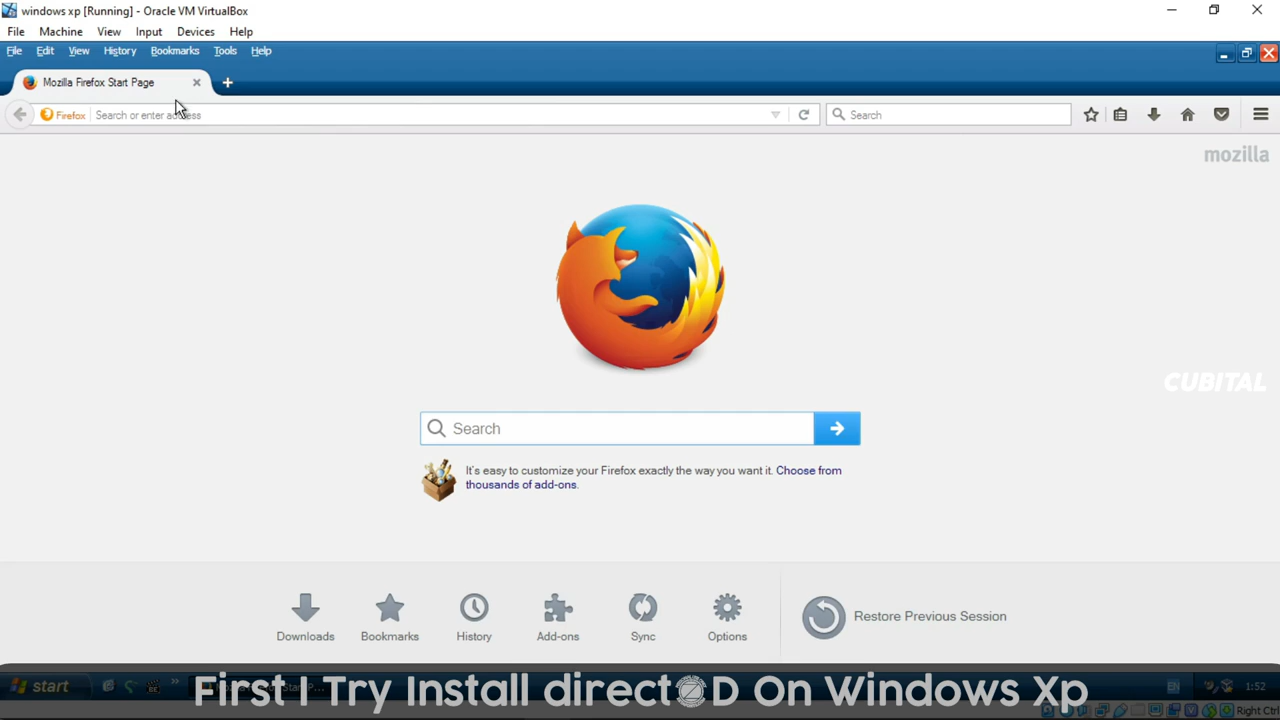 windows xp [Running] - Oracle VM VirtualBox
File Machine View Input Devices Help
File Edit View History Bookmarks Tools Help
Mozilla Firefox Start Page
Firefox Search or enter address
Search
mozilla
CUBITAL
Search
It's easy to customize your Firefox exactly the way you want it. Choose from
thousands of add-ons.
Downloads Bookmarks History Add-ons Sync Options
Restore Previous Session
start
EN
1:52
First I Try Install direct D On Windows Xp
Right Ctrl